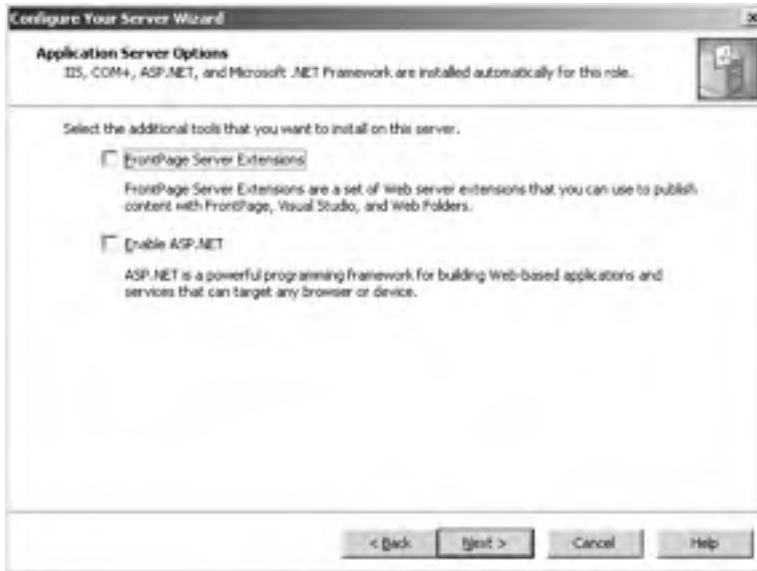 Configure Your Server Wizard
Application Server Options
IIS, COM+, ASP.NET, and Microsoft .NET Framework are installed automatically for this role.
Select the additional tools that you want to install on this server.
FrontPage Server Extensions
FrontPage Server Extensions are a set of Web server extensions that you can use to publish
content with FrontPage, Visual Studio, and Web Folders.
Enable ASP.NET
ASP.NET is a powerful programming framework for building Web-based applications and
services that can target any browser or device.
< Back Next > Cancel Help